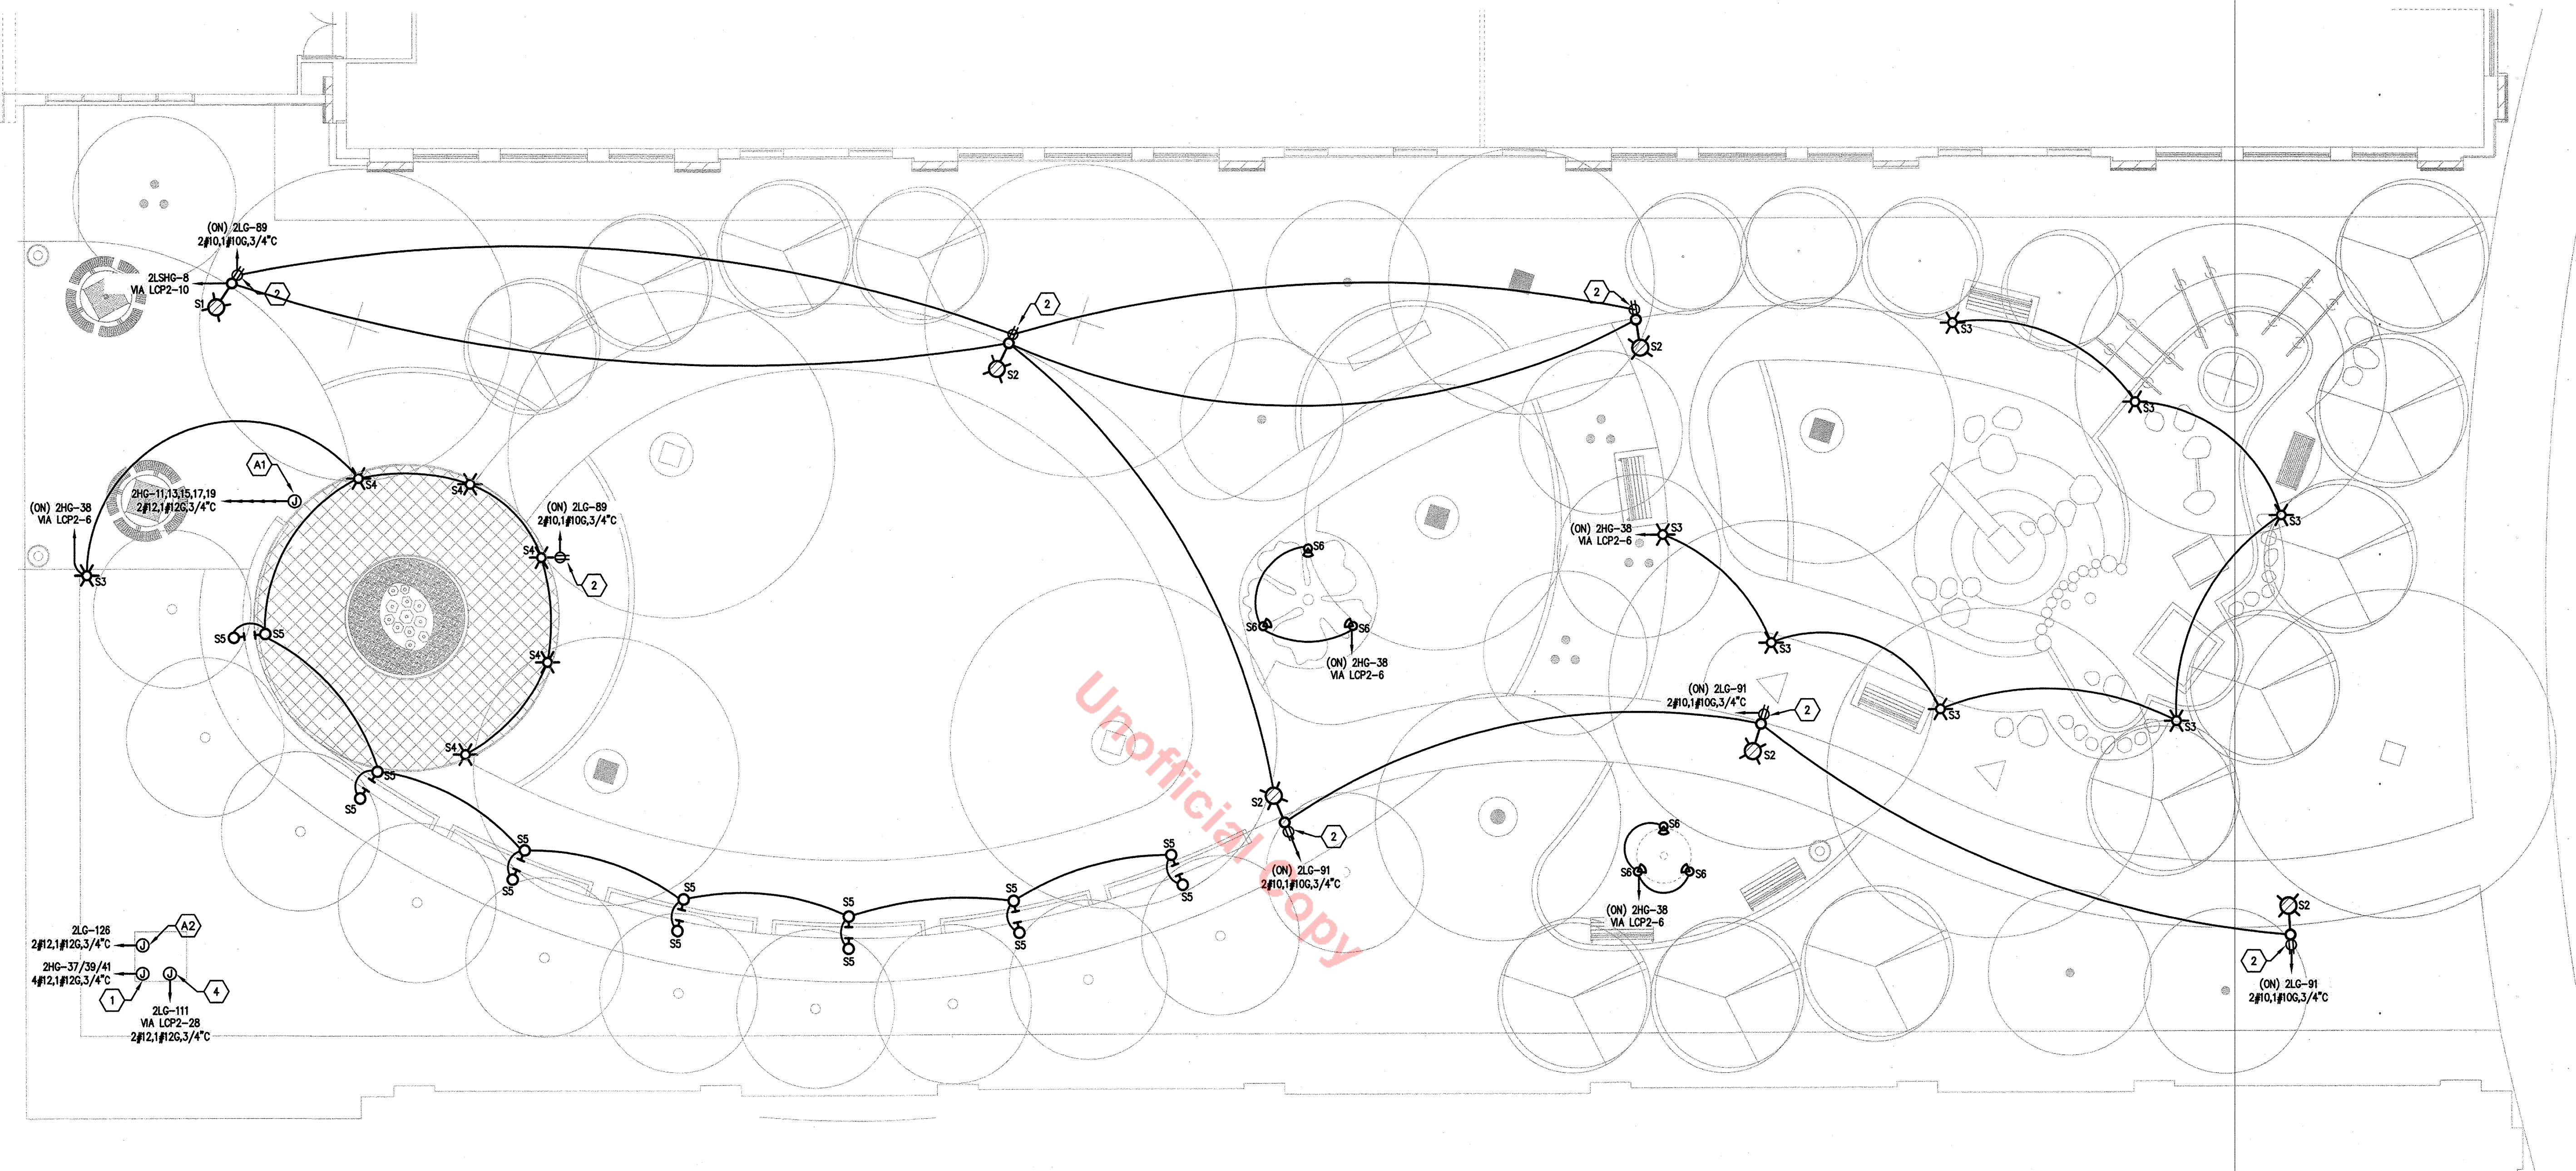 (ON) 2LG-89
2#10,1#10G,3/4"C
2LSHG-8
VIA LCP2-10
2
S1
2
S2
2
S2
S3
S3
S3
A1
2HG-11,13,15,17,19
2#12,1#12G,3/4"C
J
S4
S4
(ON) 2HG-38
VIA LCP2-6
S3
(ON) 2LG-89
2#10,1#10G,3/4"C
S4
2
S4
S4
S5
S5
S6
S6
S6
(ON) 2HG-38
VIA LCP2-6
(ON) 2HG-38
VIA LCP2-6
S3
S3
S3
S3
(ON) 2LG-91
2#10,1#10G,3/4"C
2
S2
Unofficial Copy
S2
2
(ON) 2LG-91
2#10,1#10G,3/4"C
S5
S5
S5
S5
S5
S5
S5
S5
S5
S5
S5
S5
S6
S6
S6
(ON) 2HG-38
VIA LCP2-6
S2
2
(ON) 2LG-91
2#10,1#10G,3/4"C
2LG-126
2#12,1#12G,3/4"C
J
A2
2HG-37/39/41
4#12,1#12G,3/4"C
J
J
1
4
2LG-111
VIA LCP2-28
2#12,1#12G,3/4"C